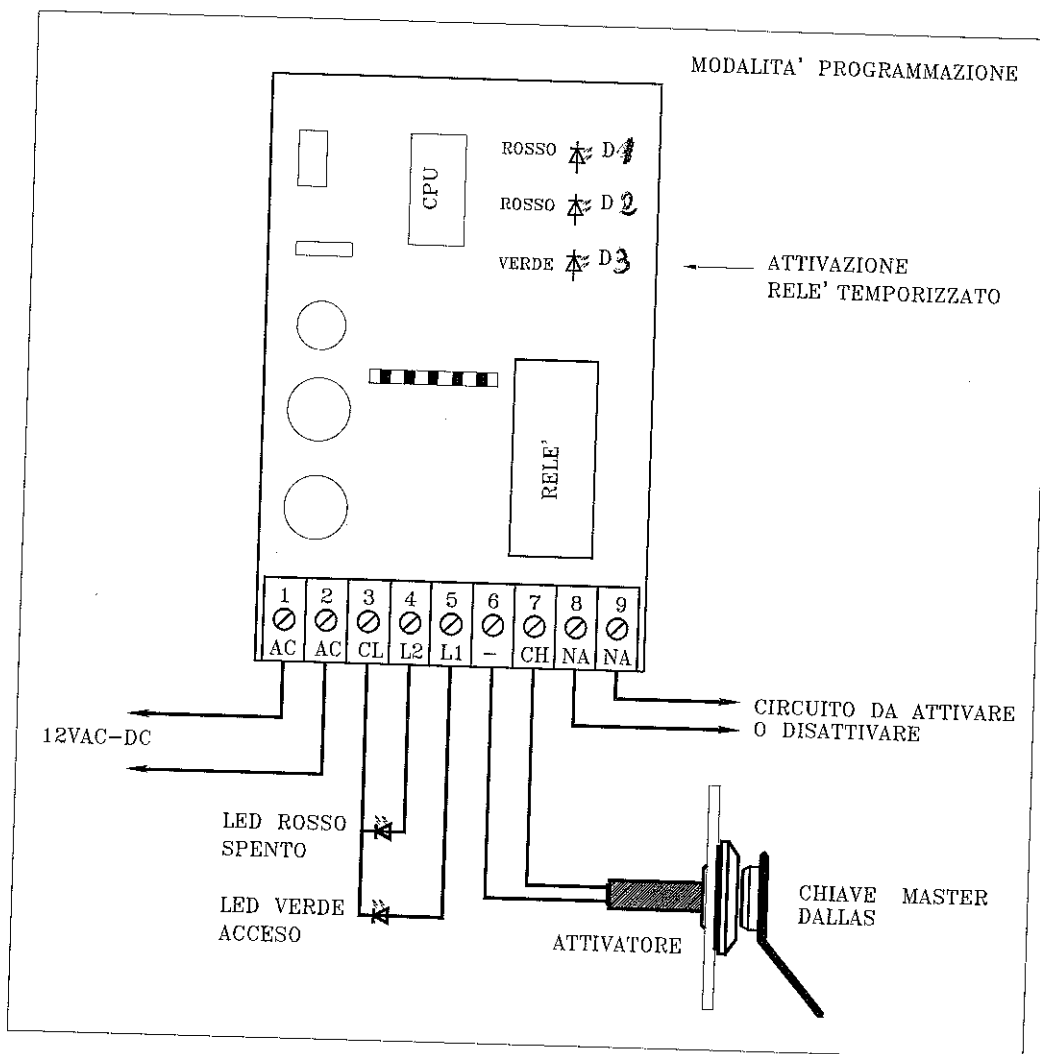 MODALITA' PROGRAMMAZIONE
ROSSO D1
CPU
ROSSO D2
VERDE D3
ATTIVAZIONE
RELE' TEMPORIZZATO
RELE'
1 2 3 4 5 6 7 8 9
AC AC CL L2 L1 - CH NA NA
CIRCUITO DA ATTIVARE
O DISATTIVARE
12VAC-DC
LED ROSSO
SPENTO
LED VERDE
ACCESO
ATTIVATORE
CHIAVE MASTER
DALLAS